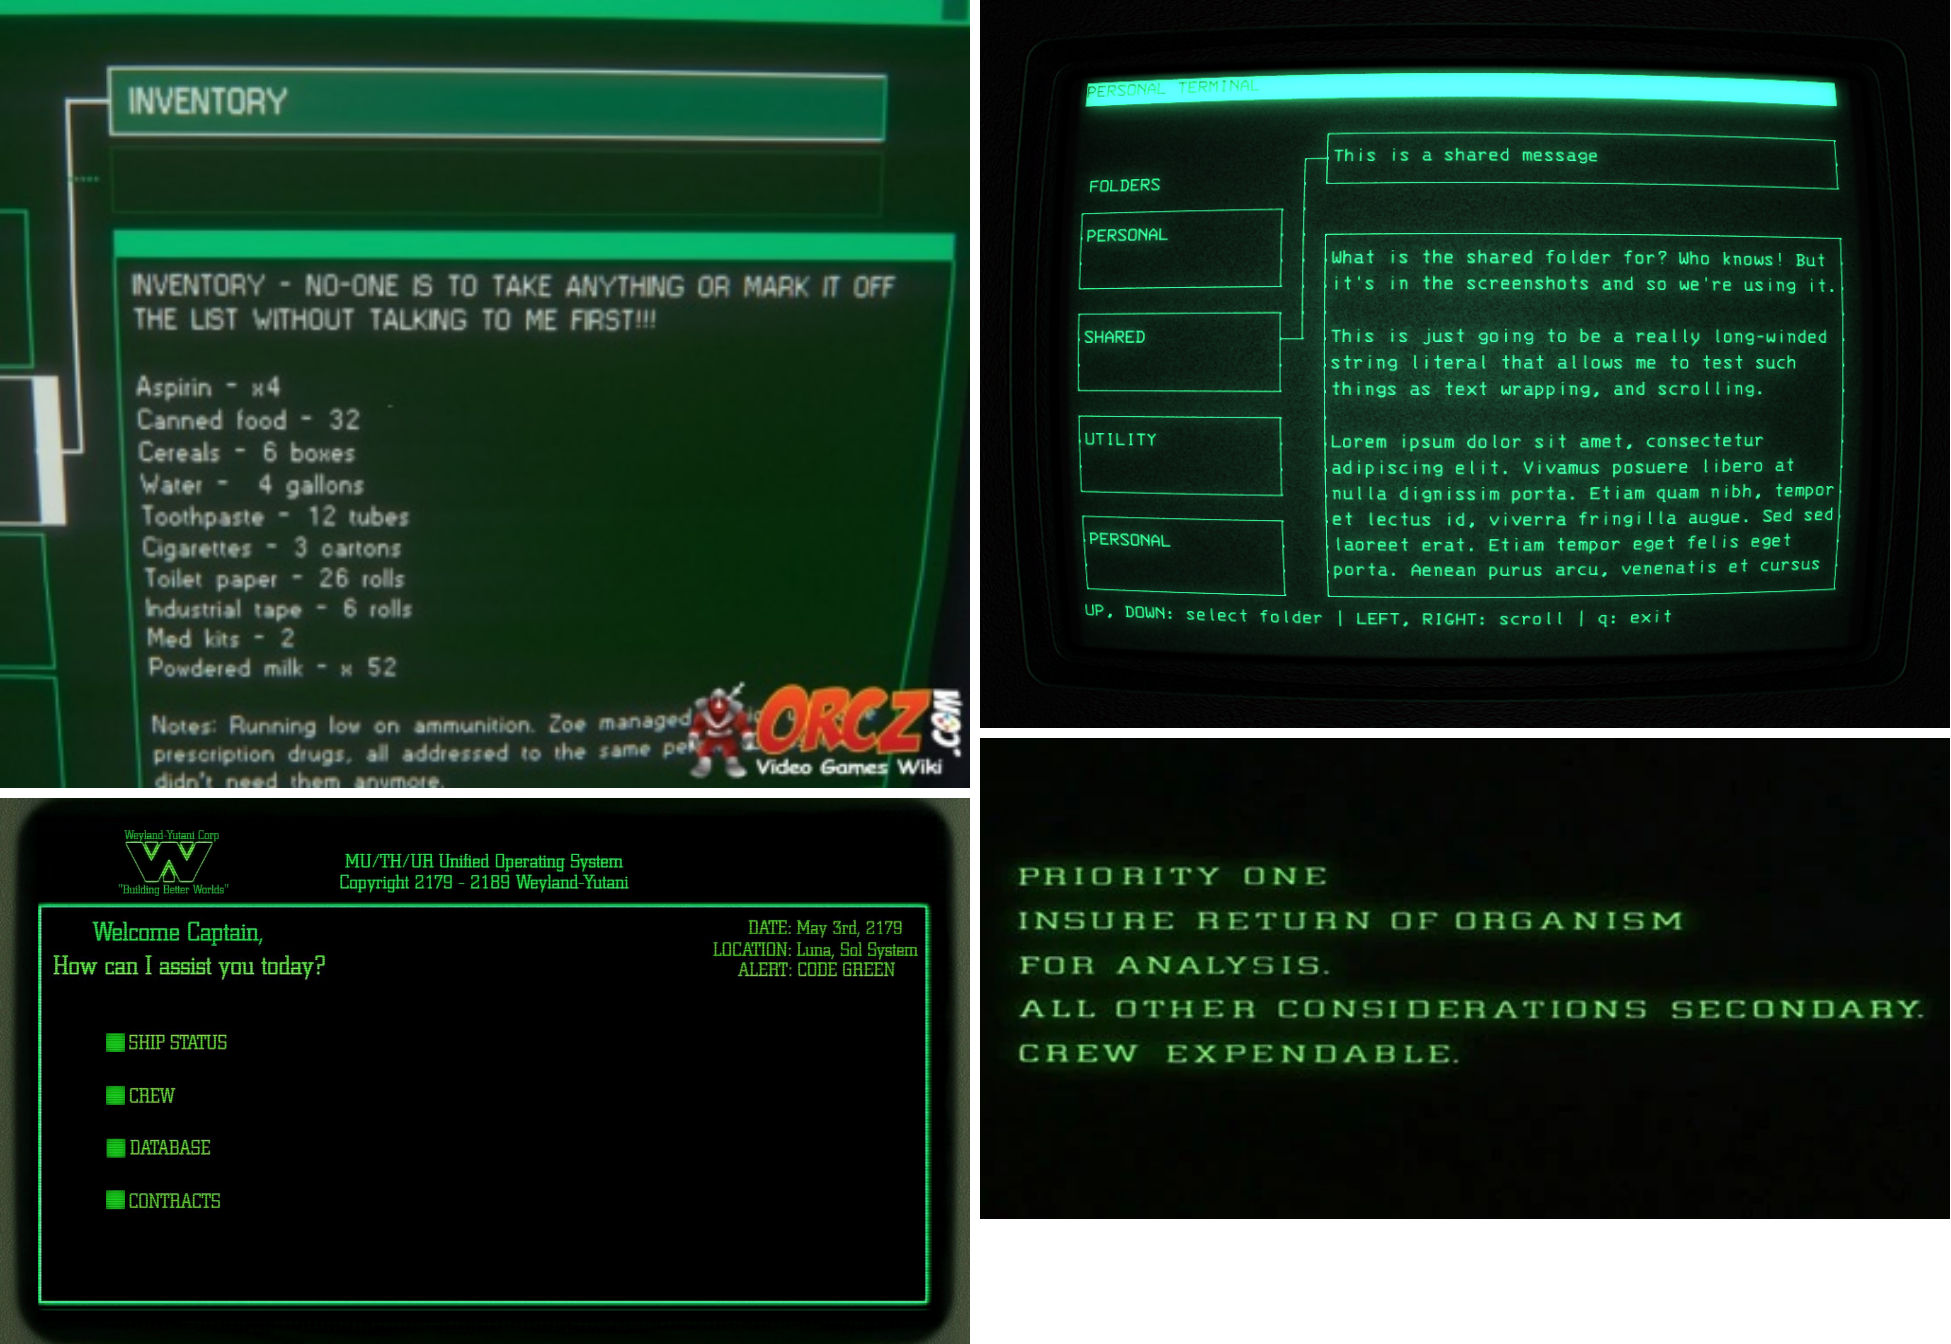 INVENTORY
INVENTORY - NO-ONE IS TO TAKE ANYTHING OR MARK IT OFF
THE LIST WITHOUT TALKING TO ME FIRST!!!
Aspirin - x4
Canned food - 32
Cereals - 6 boxes
Water - 4 gallons
Toothpaste - 12 tubes
Cigarettes - 3 cartons
Toilet paper - 26 rolls
Industrial tape - 6 rolls
Med kits - 2
Powdered milk - x 52
Notes: Running low on ammunition. Zoe managed
prescription drugs, all addressed to the same
didn't need them anymore.
ORCZ.COM
Video Games Wiki
PERSONAL TERMINAL
FOLDERS
PERSONAL
SHARED
UTILITY
PERSONAL
This is a shared message
What is the shared folder for? Who knows! But
it's in the screenshots and so we're using it.
This is just going to be a really long-winded
string literal that allows me to test such
things as text wrapping, and scrolling.
Lorem ipsum dolor sit amet, consectetur
adipiscing elit. Vivamus posuere libero at
nulla dignissim porta. Etiam quam nibh, tempor
et lectus id, viverra fringilla augue. Sed sed
laoreet erat. Etiam tempor eget felis eget
porta. Aenean purus arcu, venenatis et cursus
UP, DOWN: select folder | LEFT, RIGHT: scroll | q: exit
Weyland-Yutani Corp
"Building Better Worlds"
MU/TH/UR Unified Operating System
Copyright 2179 - 2189 Weyland-Yutani
Welcome Captain,
How can I assist you today?
DATE: May 3rd, 2179
LOCATION: Luna, Sol System
ALERT: CODE GREEN
SHIP STATUS
CREW
DATABASE
CONTRACTS
PRIORITY ONE
INSURE RETURN OF ORGANISM
FOR ANALYSIS.
ALL OTHER CONSIDERATIONS SECONDARY.
CREW EXPENDABLE.